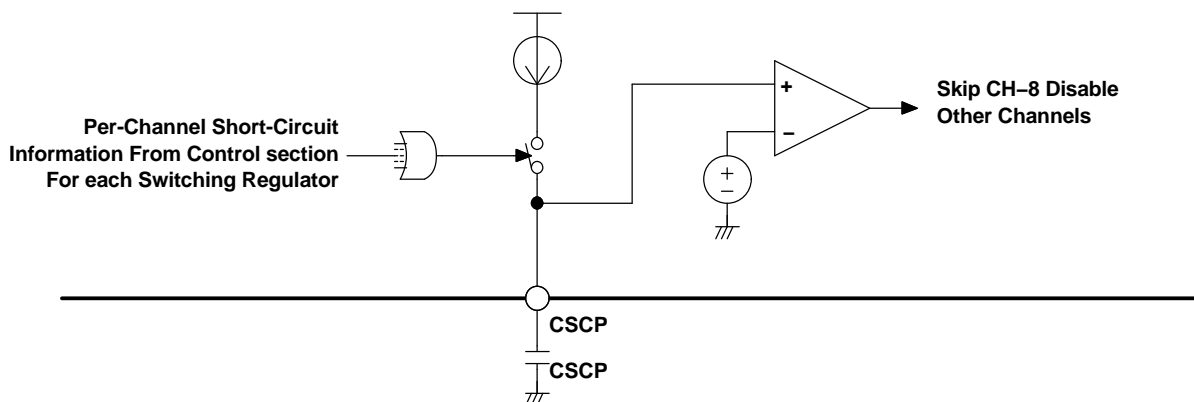 Per-Channel Short-Circuit
Information From Control section
For each Switching Regulator
+
−
+
−
Skip CH−8 Disable
Other Channels
CSCP
CSCP